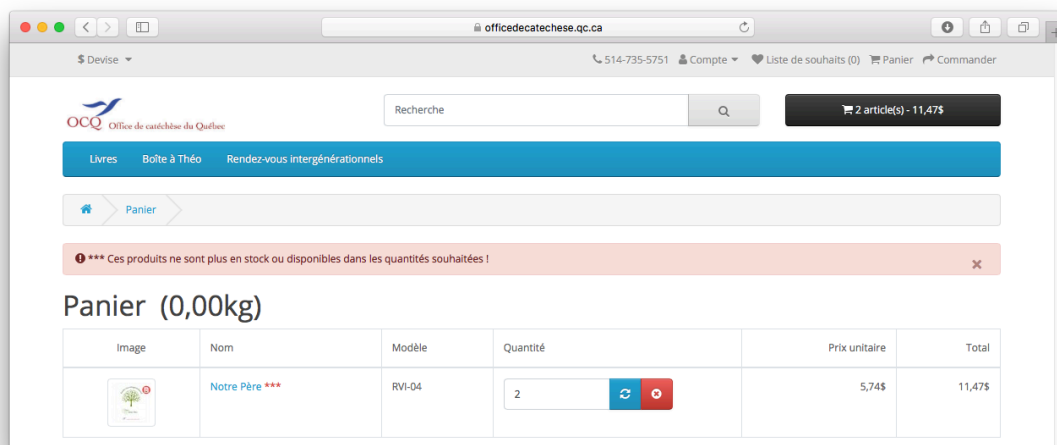 officedecatechese.qc.ca
$ Devise
514-735-5751 Compte Liste de souhaits (0) Panier Commander
OCQ Office de catéchèse du Québec
Recherche
2 article(s) - 11,47$
Livres Boîte à Théo Rendez-vous intergénérationnels
Panier
*** Ces produits ne sont plus en stock ou disponibles dans les quantités souhaitées !
Panier (0,00kg)
Image Nom Modèle Quantité Prix unitaire Total
Notre Père *** RVI-04 2 5,74$ 11,47$